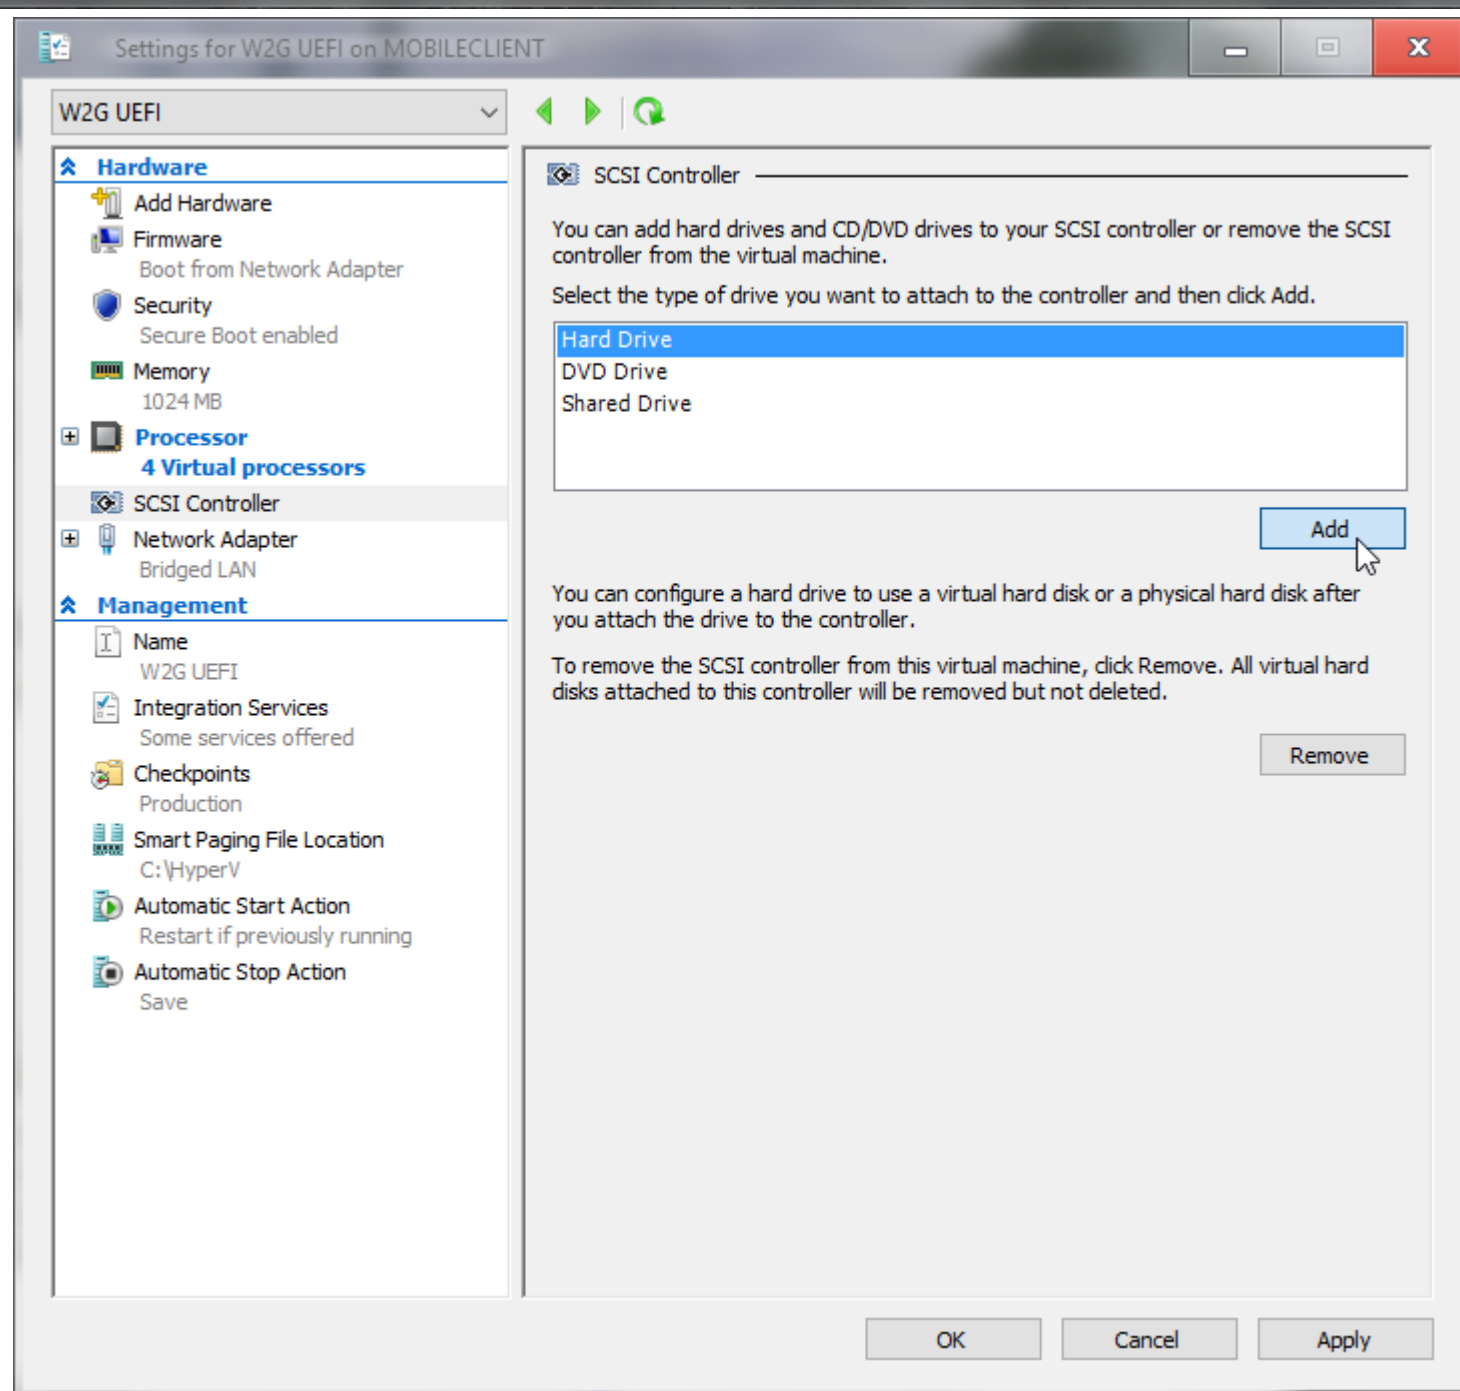 Settings for W2G UEFI on MOBILECLIENT
W2G UEFI
Hardware
Add Hardware
Firmware
Boot from Network Adapter
Security
Secure Boot enabled
Memory
1024 MB
Processor
4 Virtual processors
SCSI Controller
Network Adapter
Bridged LAN
Management
Name
W2G UEFI
Integration Services
Some services offered
Checkpoints
Production
Smart Paging File Location
C:\HyperV
Automatic Start Action
Restart if previously running
Automatic Stop Action
Save
SCSI Controller
You can add hard drives and CD/DVD drives to your SCSI controller or remove the SCSI
controller from the virtual machine.
Select the type of drive you want to attach to the controller and then click Add.
Hard Drive
DVD Drive
Shared Drive
Add
You can configure a hard drive to use a virtual hard disk or a physical hard disk after
you attach the drive to the controller.
To remove the SCSI controller from this virtual machine, click Remove. All virtual hard
disks attached to this controller will be removed but not deleted.
Remove
OK
Cancel
Apply